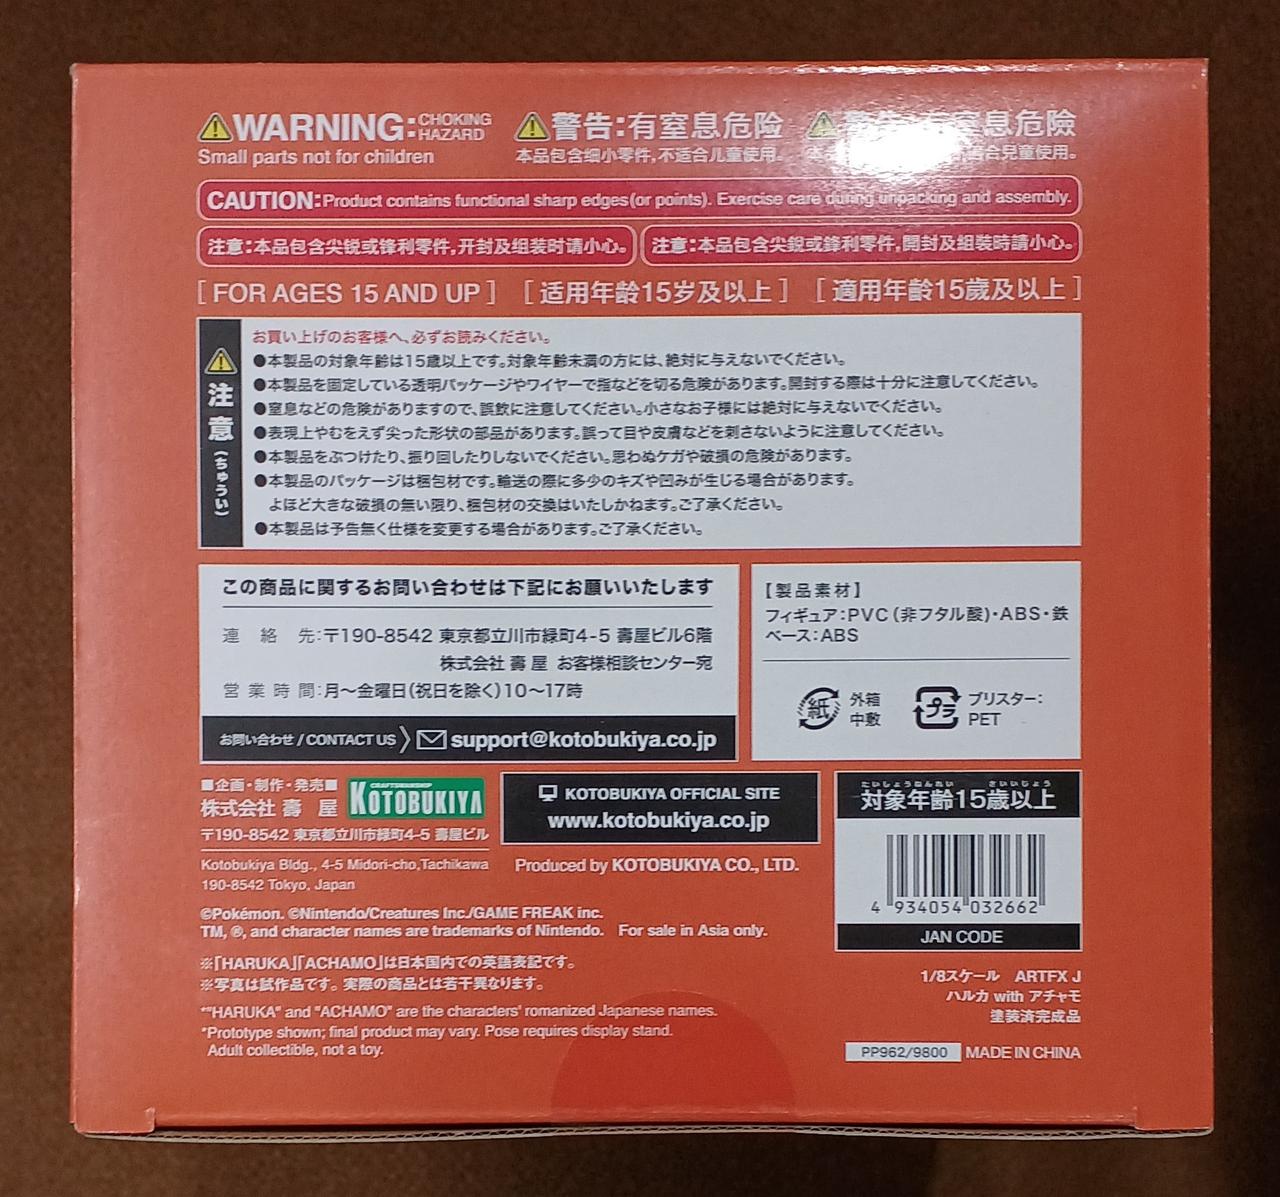 WARNING: CHOKING HAZARD
Small parts not for children
警告:有窒息危险
本品包含细小零件,不适合儿童使用。
窒息危險
合兒童使用。
CAUTION: Product contains functional sharp edges (or points). Exercise care during unpacking and assembly.
注意:本品包含尖锐或锋利零件,开封及组装时请小心。
注意:本品包含尖銳或鋒利零件,開封及組裝時請小心。
[ FOR AGES 15 AND UP ] [ 适用年龄15岁及以上 ] [ 適用年齡15歲及以上 ]
注意(ちゅうい)
お買い上げのお客様へ、必ずお読みください。
●本製品の対象年齢は15歳以上です。対象年齢未満の方には、絶対に与えないでください。
●本製品を固定している透明パッケージやワイヤーで指などを切る危険があります。開封する際は十分に注意してください。
●窒息などの危険がありますので、誤飲に注意してください。小さなお子様には絶対に与えないでください。
●表現上やむをえず尖った形状の部品があります。誤って目や皮膚などを刺さないように注意してください。
●本製品をぶつけたり、振り回したりしないでください。思わぬケガや破損の危険があります。
●本製品のパッケージは梱包材です。輸送の際に多少のキズや凹みが生じる場合があります。
よほど大きな破損の無い限り、梱包材の交換はいたしかねます。ご了承ください。
●本製品は予告無く仕様を変更する場合があります。ご了承ください。
この商品に関するお問い合わせは下記にお願いいたします
連絡先:〒190-8542 東京都立川市緑町4-5 壽屋ビル6階
株式会社 壽屋 お客様相談センター宛
営業時間:月〜金曜日(祝日を除く)10〜17時
お問い合わせ / CONTACT US support@kotobukiya.co.jp
【製品素材】
フィギュア:PVC(非フタル酸)・ABS・鉄
ベース:ABS
紙
外箱
中敷
プラ
ブリスター:
PET
■企画・制作・発売■
株式会社 壽 屋
CRAFTSMANSHIP
KOTOBUKIYA
〒190-8542 東京都立川市緑町4-5 壽屋ビル
Kotobukiya Bldg., 4-5 Midori-cho,Tachikawa
190-8542 Tokyo, Japan
KOTOBUKIYA OFFICIAL SITE
www.kotobukiya.co.jp
Produced by KOTOBUKIYA CO., LTD.
たいしょうねんれい さいいじょう
対象年齢15歳以上
4 934054 032662
JAN CODE
©Pokémon. ©Nintendo/Creatures Inc./GAME FREAK inc.
TM, ®, and character names are trademarks of Nintendo. For sale in Asia only.
※「HARUKA」「ACHAMO」は日本国内での英語表記です。
※写真は試作品です。実際の商品とは若干異なります。
*"HARUKA" and "ACHAMO" are the characters' romanized Japanese names.
*Prototype shown; final product may vary. Pose requires display stand.
Adult collectible, not a toy.
1/8スケール ARTFX J
ハルカ with アチャモ
塗装済完成品
PP962/9800 MADE IN CHINA